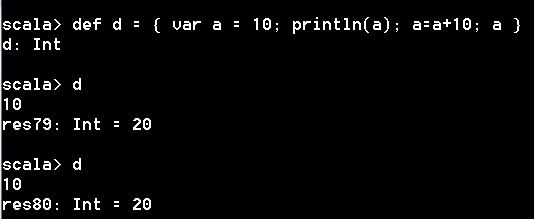 scala> def d = { var a = 10; println(a); a=a+10; a }
d: Int
scala> d
10
res79: Int = 20
scala> d
10
res80: Int = 20